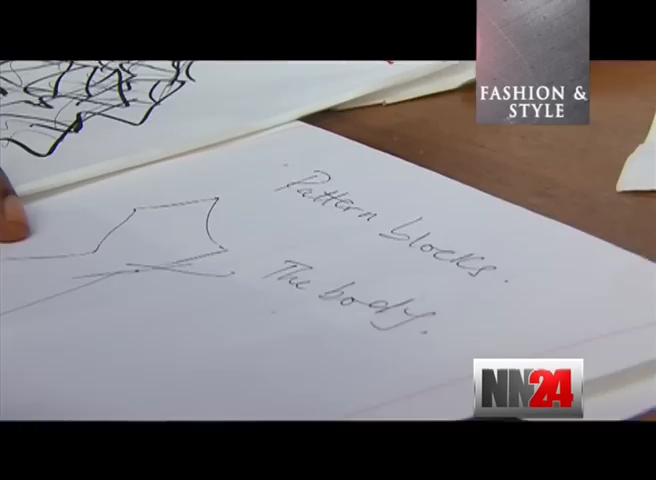 FASHION &
STYLE
Pattern blocks.
The body.
NN24